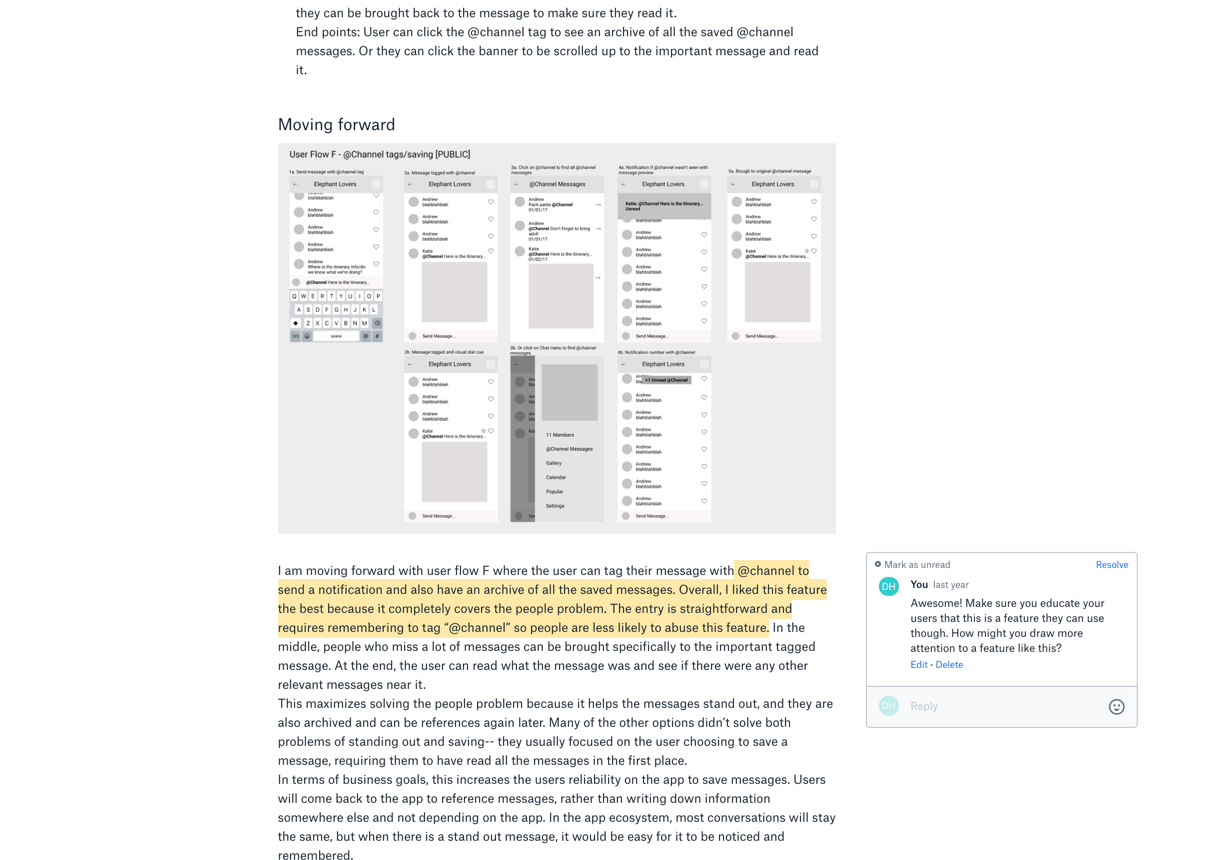 they can be brought back to the message to make sure they read it.
End points: User can click the @channel tag to see an archive of all the saved @channel
messages. Or they can click the banner to be scrolled up to the important message and read
it.
Moving forward
User Flow F - @Channel tags/saving [PUBLIC]
1a. Send message with @channel tag
Elephant Lovers
Andrew
blahblahblah
Andrew
blahblahblah
Andrew
blahblahblah
Andrew
blahblahblah
Andrew
Where is the itinerary info/do
we know what we're doing?
@Channel Here is the itinerary...
Q W E R T Y U I O P
A S D F G H J K L
Z X C V B N M
123 space @ #
2a. Message tagged with @channel
Elephant Lovers
Andrew
blahblahblah
Andrew
blahblahblah
Andrew
blahblahblah
Katie
@Channel Here is the itinerary...
Send Message...
3a. Click on @channel to find all @channel
messages
@Channel Messages
Andrew
Pack pants @Channel
01/01/17
Andrew
@Channel Don't forget to bring
advil
01/01/17
Katie
@Channel Here is the itinerary...
01/02/17
4a. Notification if @channel wasn't seen with
message preview
Elephant Lovers
Katie: @Channel Here is the itinerary...
Unread
blahblahblah
Andrew
blahblahblah
Andrew
blahblahblah
Andrew
blahblahblah
Andrew
blahblahblah
Andrew
blahblahblah
Andrew
blahblahblah
Send Message...
5a. Brough to original @channel message
Elephant Lovers
Andrew
blahblahblah
Andrew
blahblahblah
Andrew
blahblahblah
Katie
@Channel Here is the itinerary...
Send Message...
2b. Message tagged and visual star cue
Elephant Lovers
Andrew
blahblahblah
Andrew
blahblahblah
Andrew
blahblahblah
Katie
@Channel Here is the itinerary...
Send Message...
3b. Or click on Chat menu to find @channel
messages
11 Members
@Channel Messages
Gallery
Calendar
Popular
Settings
4b. Notification number with @channel
Elephant Lovers
+1 Unread @Channel
Andrew
blahblahblah
Andrew
blahblahblah
Andrew
blahblahblah
Andrew
blahblahblah
Andrew
blahblahblah
Andrew
blahblahblah
Andrew
blahblahblah
Send Message...
I am moving forward with user flow F where the user can tag their message with @channel to
send a notification and also have an archive of all the saved messages. Overall, I liked this feature
the best because it completely covers the people problem. The entry is straightforward and
requires remembering to tag “@channel” so people are less likely to abuse this feature. In the
middle, people who miss a lot of messages can be brought specifically to the important tagged
message. At the end, the user can read what the message was and see if there were any other
relevant messages near it.
This maximizes solving the people problem because it helps the messages stand out, and they are
also archived and can be references again later. Many of the other options didn’t solve both
problems of standing out and saving-- they usually focused on the user choosing to save a
message, requiring them to have read all the messages in the first place.
In terms of business goals, this increases the users reliability on the app to save messages. Users
will come back to the app to reference messages, rather than writing down information
somewhere else and not depending on the app. In the app ecosystem, most conversations will stay
the same, but when there is a stand out message, it would be easy for it to be noticed and
remembered.
Mark as unread
Resolve
DH
You last year
Awesome! Make sure you educate your
users that this is a feature they can use
though. How might you draw more
attention to a feature like this?
Edit • Delete
DH
Reply